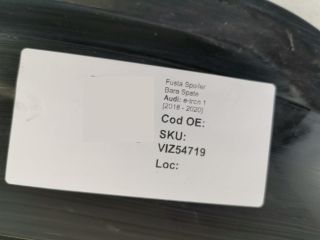 Fusta Spoiler
Bara Spate
Audi: e-tron 1
[2018 - 2020]
Cod OE:
SKU:
VIZ54719
Loc: